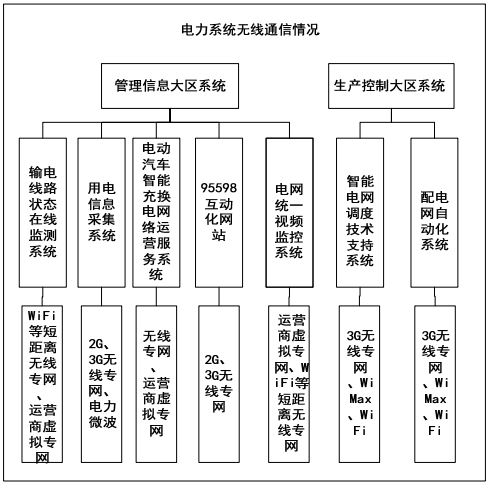 电力系统无线通信情况
管理信息大区系统
生产控制大区系统
输电
线路
状态
在线
监测
系统
用电
信息
采集
系统
电动
汽车
智能
充换
电网
络运
营服
务系
统
95598
互动
化网
站
电网
统一
视频
监控
系统
智能
电网
调度
技术
支持
系统
配电
网自
动化
系统
WiFi
等短
距离
无线
专网
、运
营商
虚拟
专网
2G、
3G无
线专
网、
电力
微波
无线
专网
、运
营商
虚拟
专网
2G、
3G无
线专
网
运营
商虚
拟专
网、W
iFi等
短距
离无
线专
网
3G无
线专
网
、Wi
Max
、Wi
Fi
3G无
线专
网
、Wi
Max
、Wi
Fi